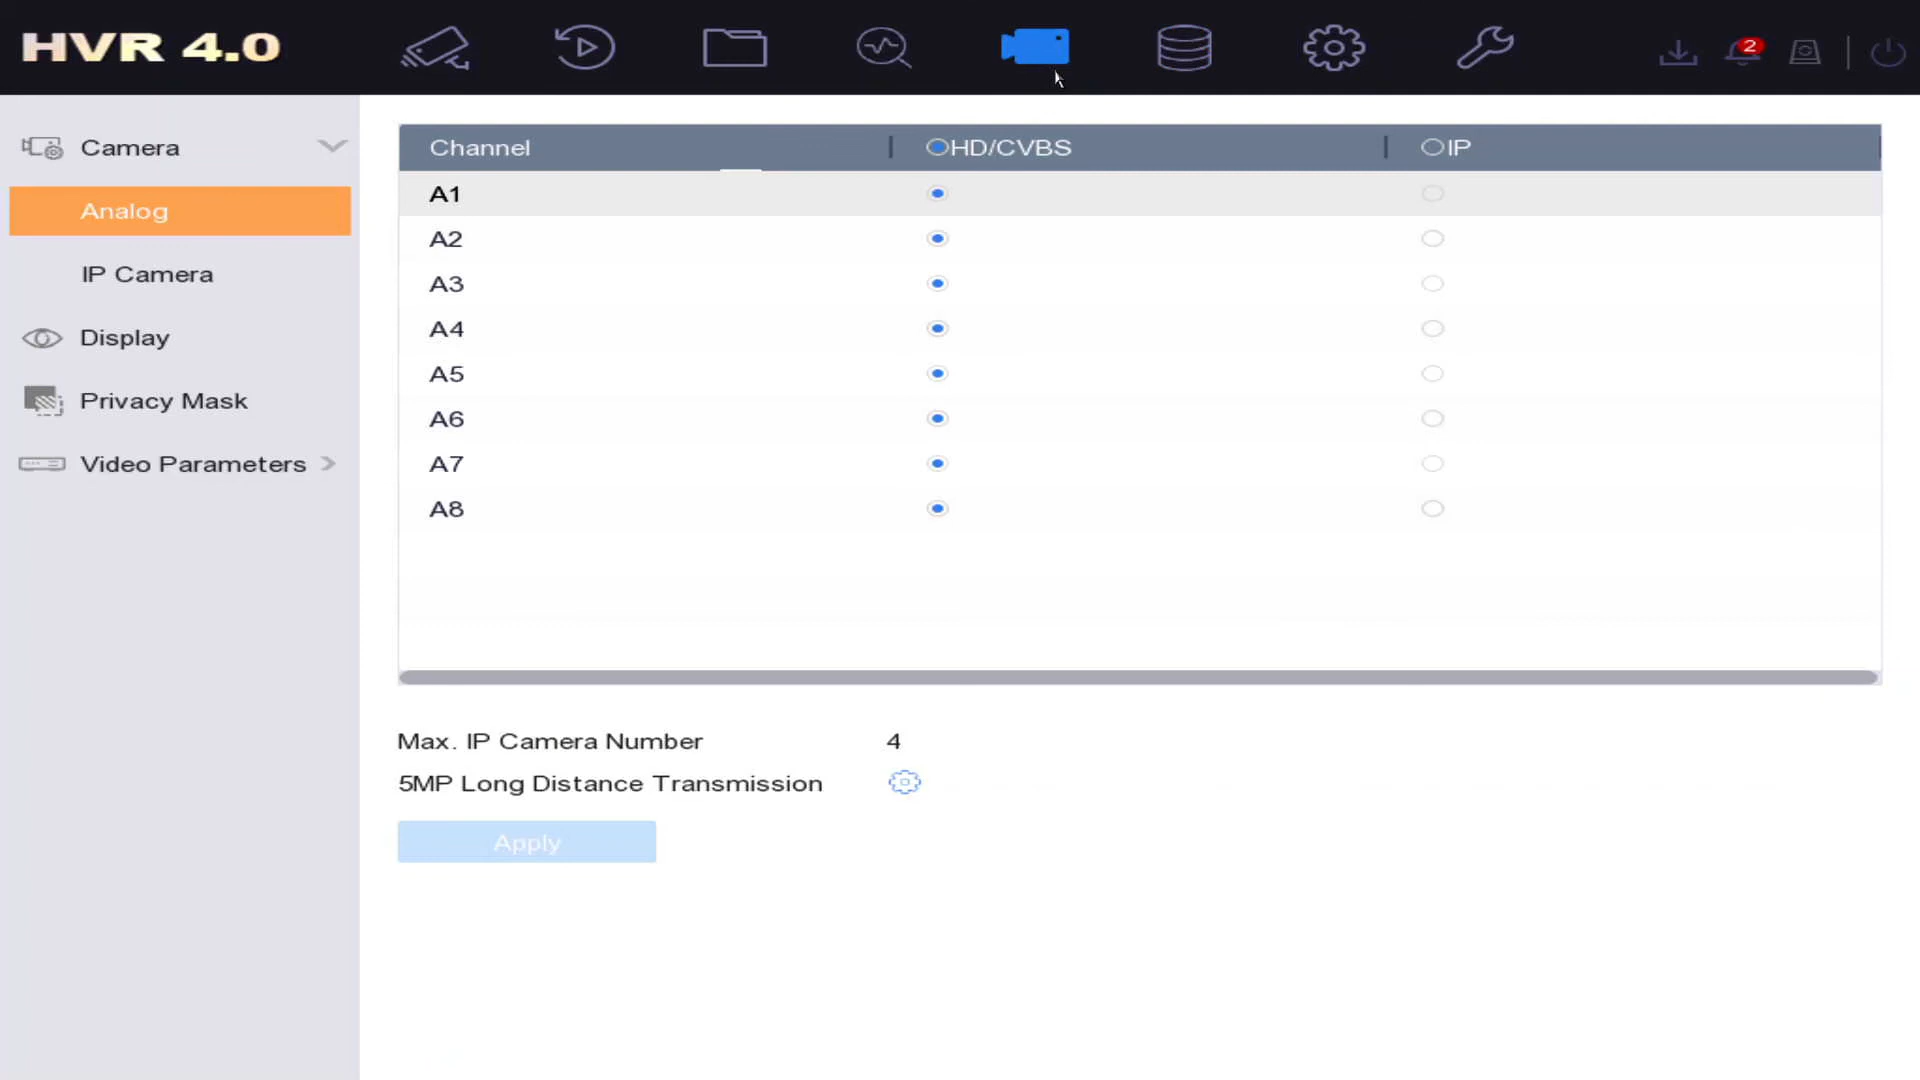 HVR 4.0
2
Camera
Analog
IP Camera
Display
Privacy Mask
Video Parameters
Channel HD/CVBS IP
A1
A2
A3
A4
A5
A6
A7
A8
Max. IP Camera Number 4
5MP Long Distance Transmission
Apply